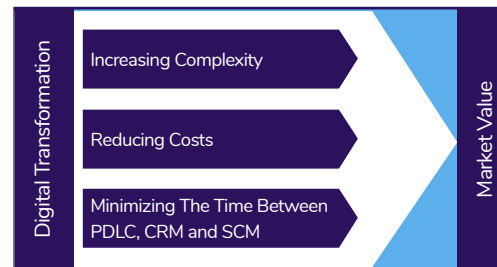 Digital Transformation
Increasing Complexity
Reducing Costs
Minimizing The Time Between
PDLC, CRM and SCM
Market Value